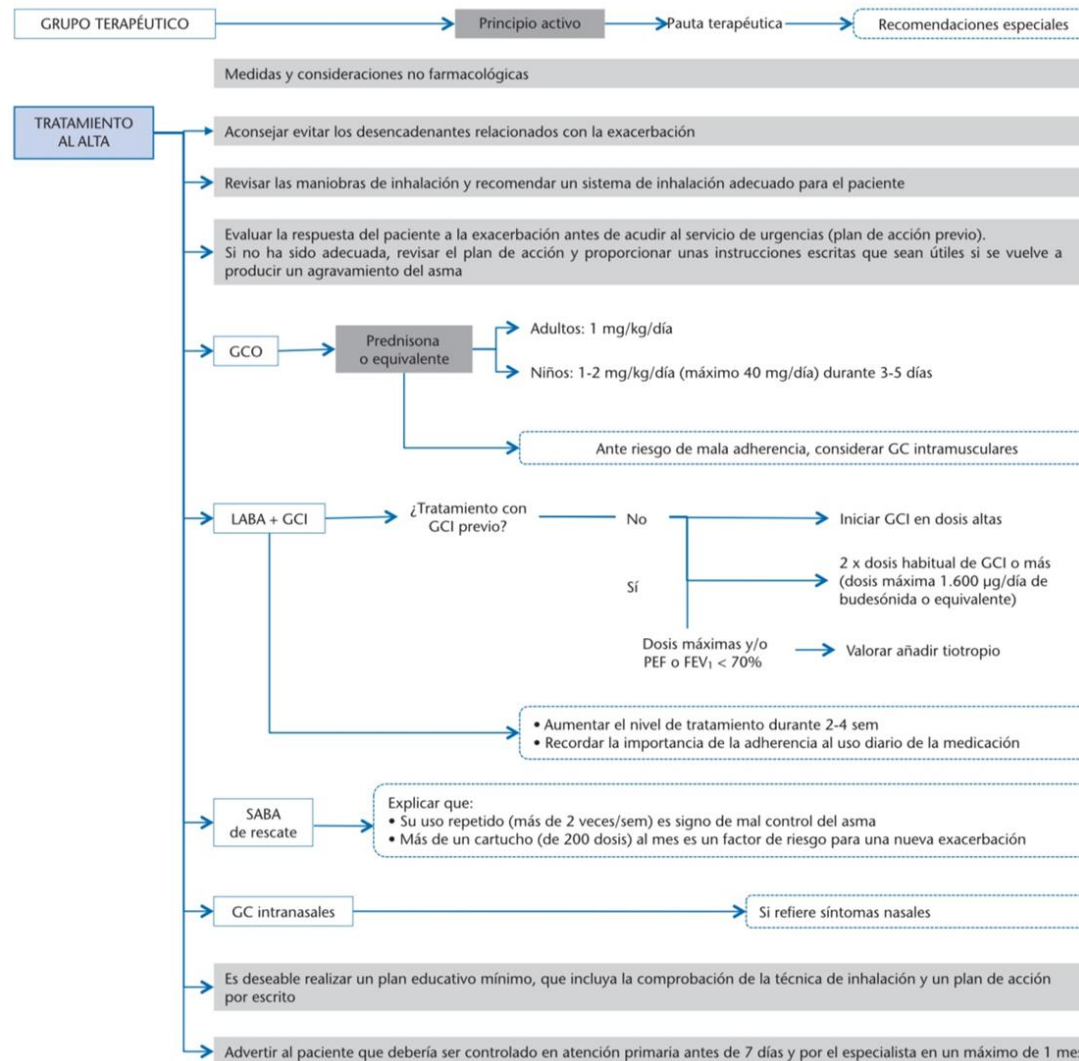 GRUPO TERAPÉUTICO
Principio activo
Pauta terapéutica
Recomendaciones especiales
Medidas y consideraciones no farmacológicas
TRATAMIENTO
AL ALTA
Aconsejar evitar los desencadenantes relacionados con la exacerbación
Revisar las maniobras de inhalación y recomendar un sistema de inhalación adecuado para el paciente
Evaluar la respuesta del paciente a la exacerbación antes de acudir al servicio de urgencias (plan de acción previo).
Si no ha sido adecuada, revisar el plan de acción y proporcionar unas instrucciones escritas que sean útiles si se vuelve a
producir un agravamiento del asma
GCO
Prednisona
o equivalente
Adultos: 1 mg/kg/día
Niños: 1-2 mg/kg/día (máximo 40 mg/día) durante 3-5 días
Ante riesgo de mala adherencia, considerar GC intramusculares
LABA + GCI
¿Tratamiento con
GCI previo?
No
Iniciar GCI en dosis altas
Sí
2 x dosis habitual de GCI o más
(dosis máxima 1.600 µg/día de
budesónida o equivalente)
Dosis máximas y/o
PEF o FEV₁ < 70%
Valorar añadir tiotropio
• Aumentar el nivel de tratamiento durante 2-4 sem
• Recordar la importancia de la adherencia al uso diario de la medicación
SABA
de rescate
Explicar que:
• Su uso repetido (más de 2 veces/sem) es signo de mal control del asma
• Más de un cartucho (de 200 dosis) al mes es un factor de riesgo para una nueva exacerbación
GC intranasales
Si refiere síntomas nasales
Es deseable realizar un plan educativo mínimo, que incluya la comprobación de la técnica de inhalación y un plan de acción
por escrito
Advertir al paciente que debería ser controlado en atención primaria antes de 7 días y por el especialista en un máximo de 1 me